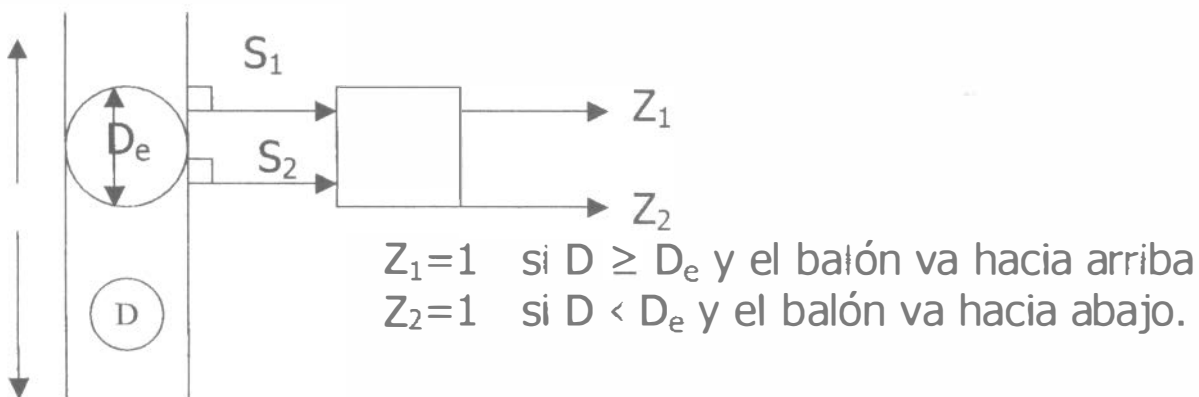 S₁
Z₁
Dₑ
S₂
Z₂
Z₁=1 si D ≥ Dₑ y el balón va hacia arriba
D
Z₂=1 si D < Dₑ y el balón va hacia abajo.